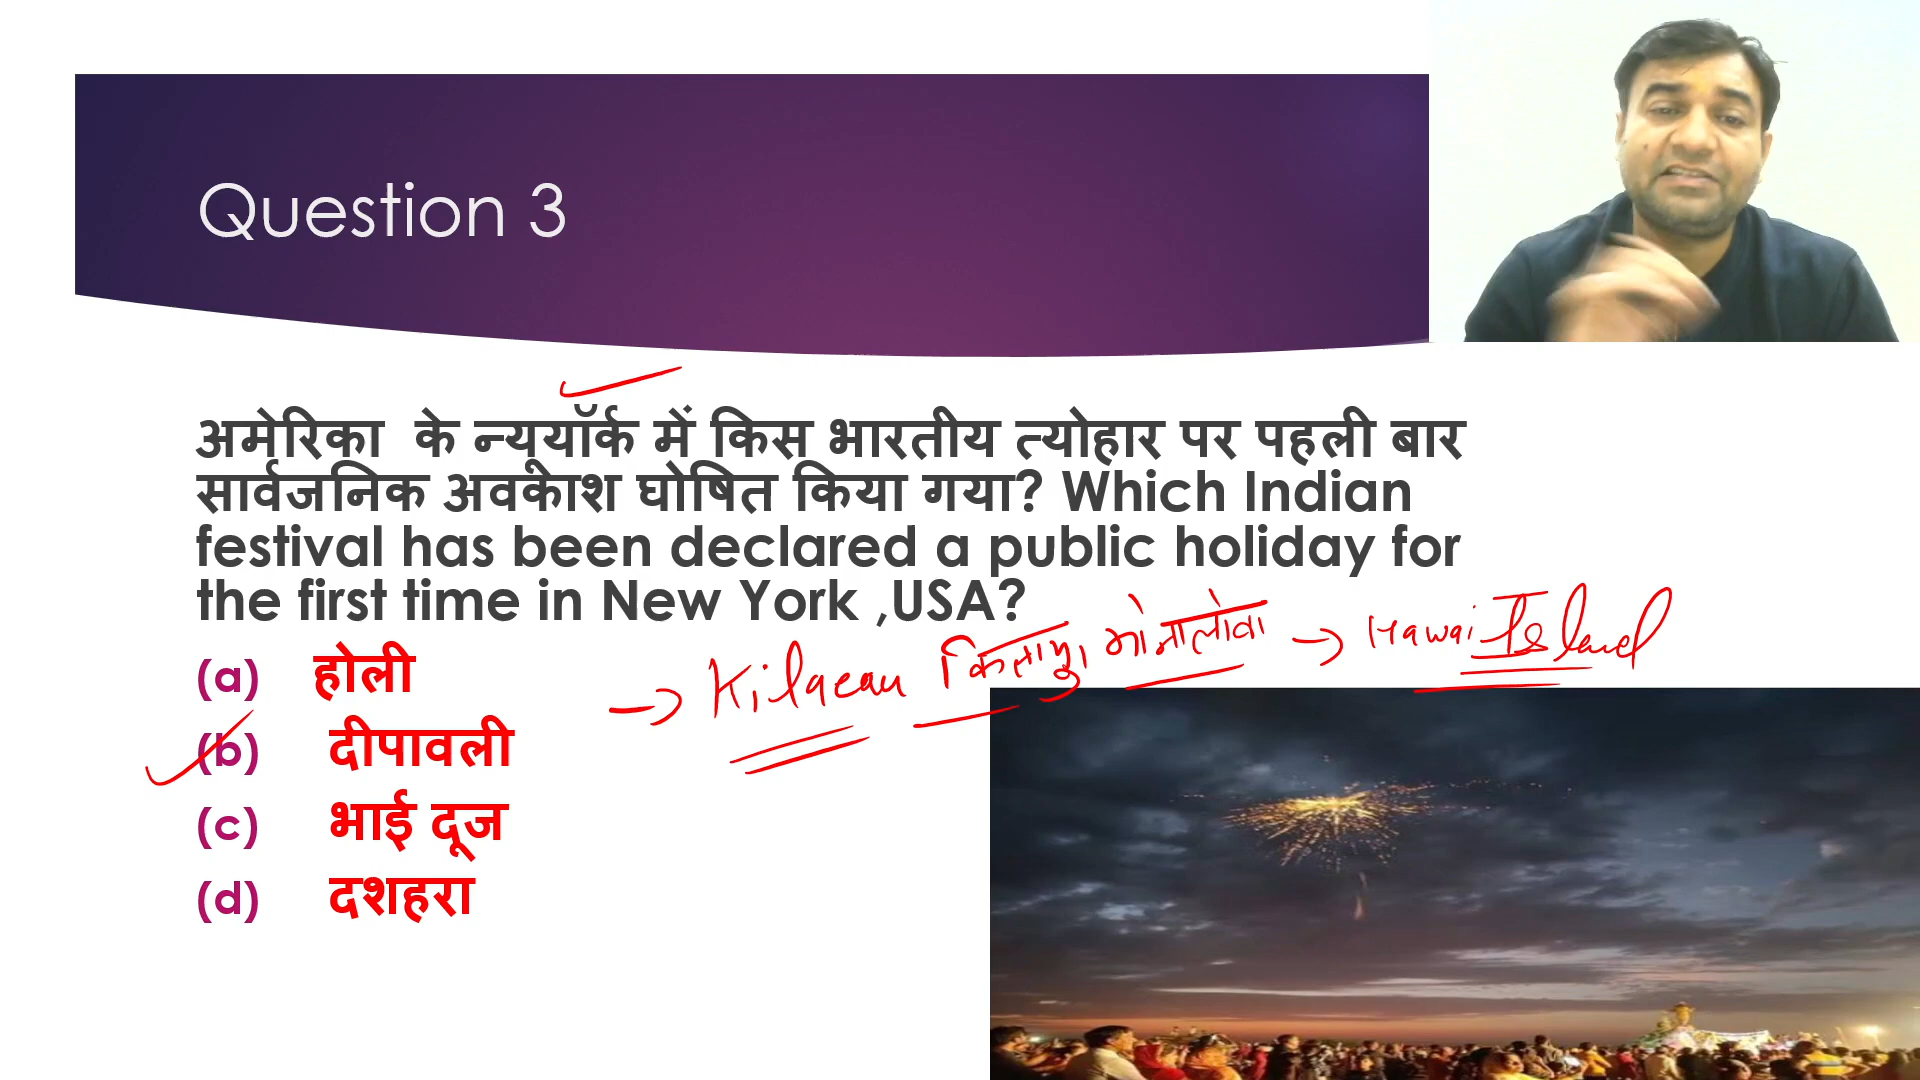 Question 3
अमेरिका के न्यूयॉर्क में किस भारतीय त्योहार पर पहली बार
सार्वजनिक अवकाश घोषित किया गया? Which Indian
festival has been declared a public holiday for
the first time in New York ,USA?
(a) होली
→ Kilaeau किलायु, मोनालोवा → Hawai Island
(b) दीपावली
(c) भाई दूज
(d) दशहरा